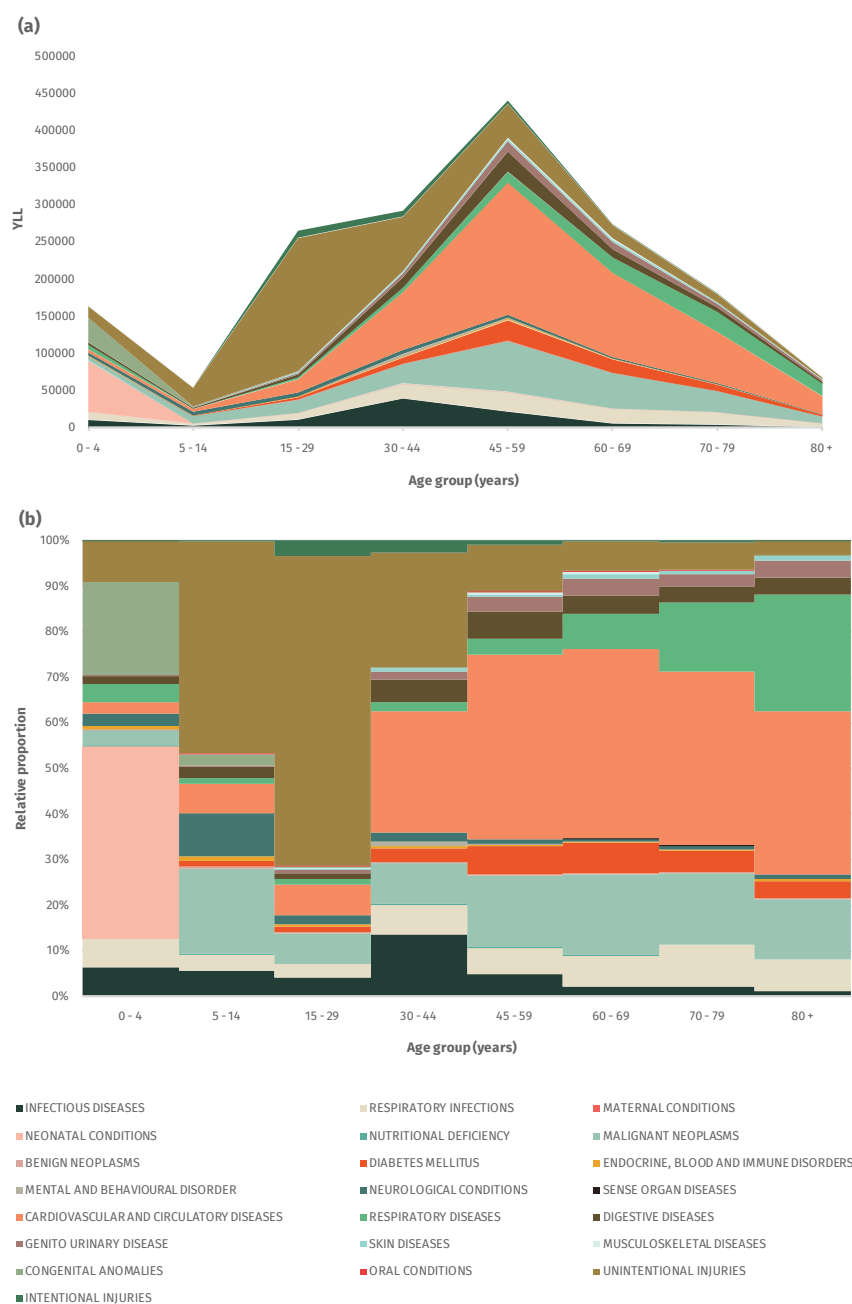 (a)
500000
450000
400000
350000
300000
250000
200000
150000
100000
50000
0
YLL
0 - 4 5 - 14 15 - 29 30 - 44 45 - 59 60 - 69 70 - 79 80 +
Age group (years)
(b)
100%
90%
80%
70%
60%
50%
40%
30%
20%
10%
0%
Relative proportion
0 - 4 5 - 14 15 - 29 30 - 44 45 - 59 60 - 69 70 - 79 80 +
Age group (years)
INFECTIOUS DISEASES RESPIRATORY INFECTIONS MATERNAL CONDITIONS
NEONATAL CONDITIONS NUTRITIONAL DEFICIENCY MALIGNANT NEOPLASMS
BENIGN NEOPLASMS DIABETES MELLITUS ENDOCRINE, BLOOD AND IMMUNE DISORDERS
MENTAL AND BEHAVIOURAL DISORDER NEUROLOGICAL CONDITIONS SENSE ORGAN DISEASES
CARDIOVASCULAR AND CIRCULATORY DISEASES RESPIRATORY DISEASES DIGESTIVE DISEASES
GENITO URINARY DISEASE SKIN DISEASES MUSCULOSKELETAL DISEASES
CONGENITAL ANOMALIES ORAL CONDITIONS UNINTENTIONAL INJURIES
INTENTIONAL INJURIES